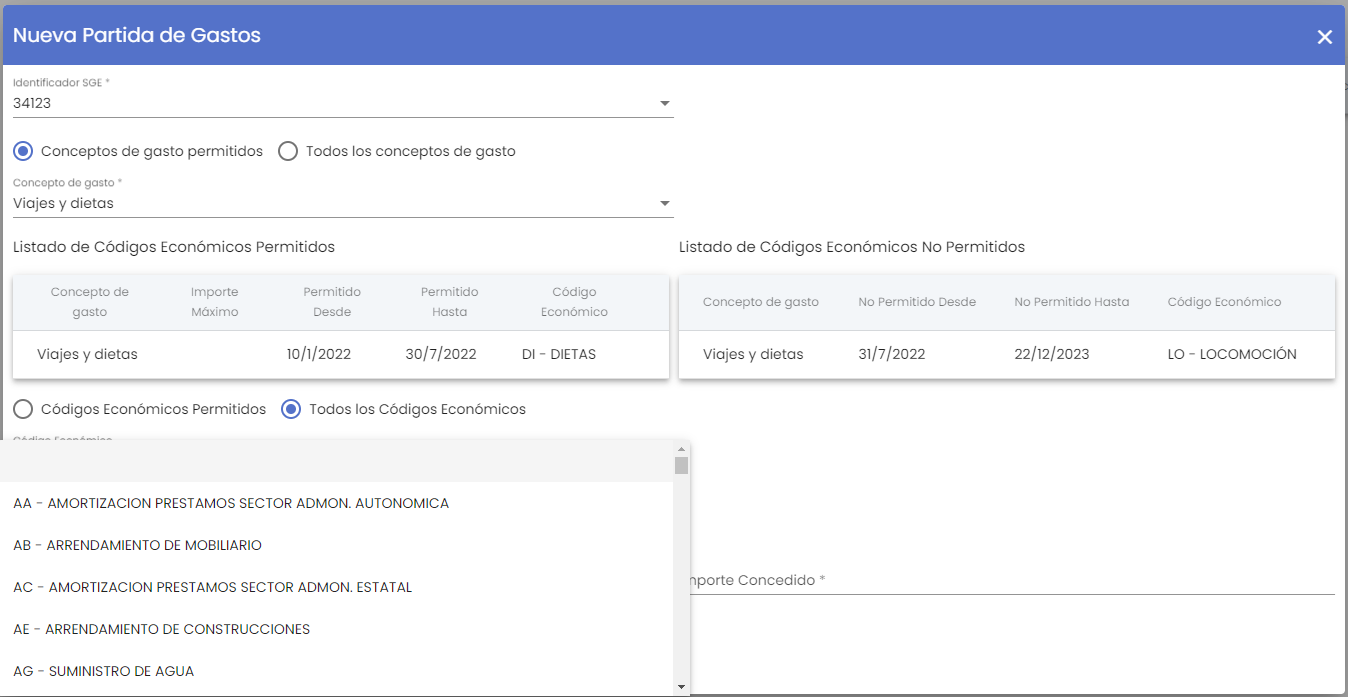 Nueva Partida de Gastos
Identificador SGE *
34123
Conceptos de gasto permitidos Todos los conceptos de gasto
Concepto de gasto *
Viajes y dietas
Listado de Códigos Económicos Permitidos
Concepto de gasto Importe Máximo Permitido Desde Permitido Hasta Código Económico
Viajes y dietas 10/1/2022 30/7/2022 DI - DIETAS
Listado de Códigos Económicos No Permitidos
Concepto de gasto No Permitido Desde No Permitido Hasta Código Económico
Viajes y dietas 31/7/2022 22/12/2023 LO - LOCOMOCIÓN
Códigos Económicos Permitidos Todos los Códigos Económicos
Código Económico
AA - AMORTIZACION PRESTAMOS SECTOR ADMON. AUTONOMICA
AB - ARRENDAMIENTO DE MOBILIARIO
AC - AMORTIZACION PRESTAMOS SECTOR ADMON. ESTATAL
AE - ARRENDAMIENTO DE CONSTRUCCIONES
AG - SUMINISTRO DE AGUA
Concedido *